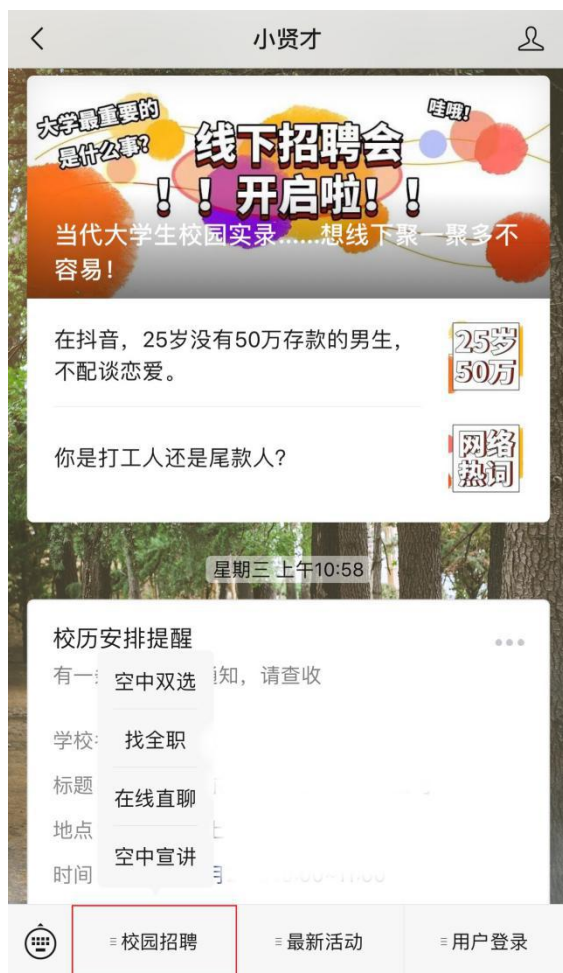 小贤才
大学最重要的
是什么事?
哇哦!
线下招聘会
!!开启啦!!
当代大学生校园实录......想线下聚一聚多不
容易!
在抖音,25岁没有50万存款的男生,
不配谈恋爱。
25岁
50万
你是打工人还是尾款人?
网络
热词
星期三 上午10:58
校历安排提醒
有一
通知,请查收
空中双选
学校
找全职
标题
在线直聊
地点
空中宣讲
时间
月
校园招聘
最新活动
用户登录